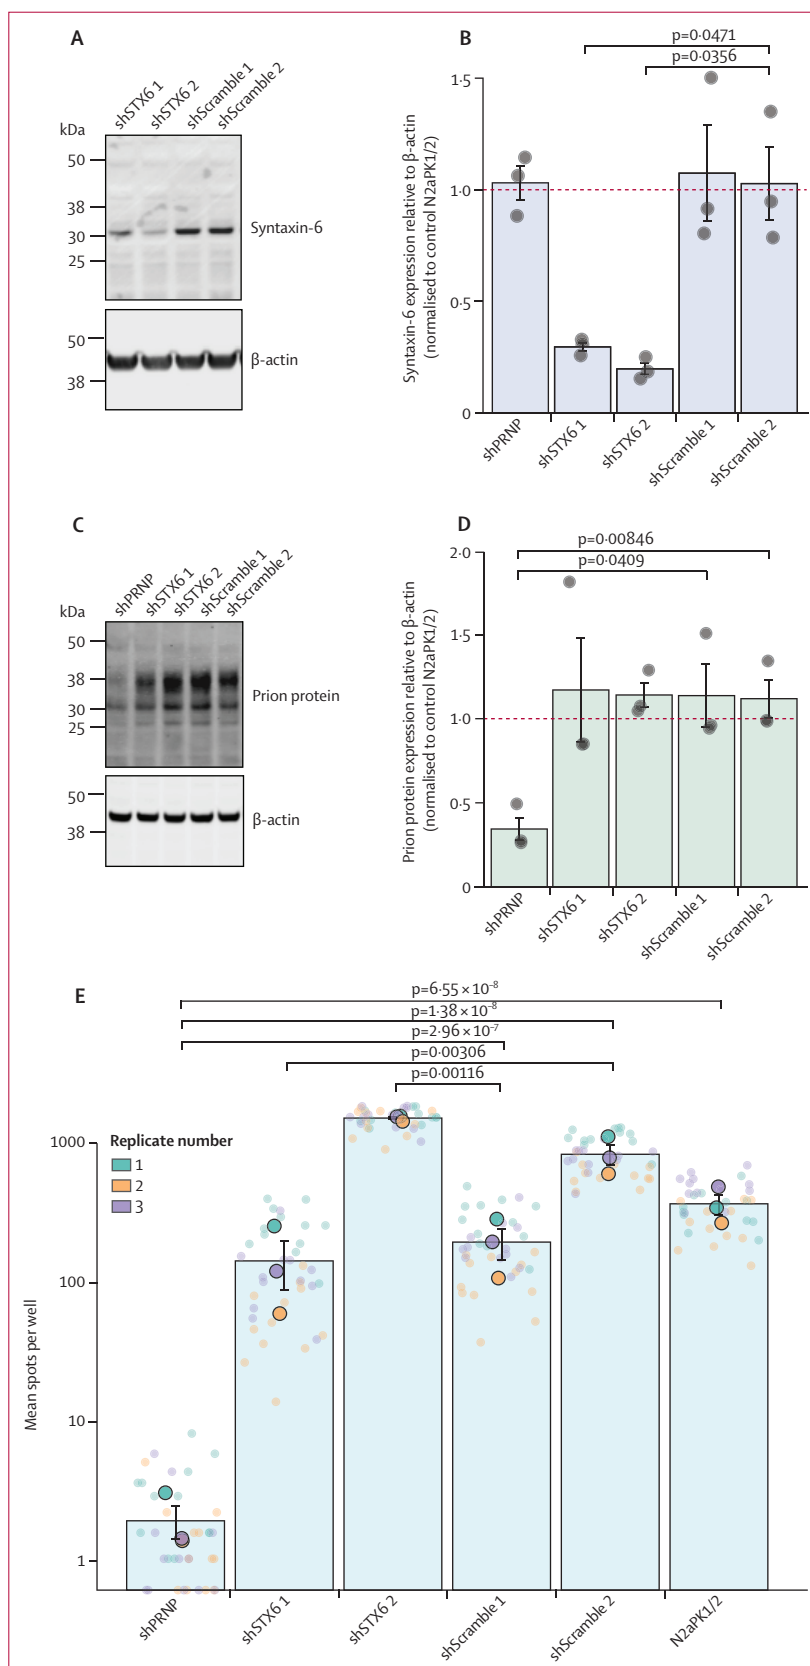 A
shSTX6 1
shSTX6 2
shScramble 1
shScramble 2
kDa
50
38
30
25
Syntaxin-6
50
38
β-actin
B
p=0·0471
p=0·0356
Syntaxin-6 expression relative to β-actin
(normalised to control N2aPK1/2)
1·5
1·0
0·5
0
shPRNP
shSTX6 1
shSTX6 2
shScramble 1
shScramble 2
C
shPRNP
shSTX6 1
shSTX6 2
shScramble 1
shScramble 2
kDa
50
38
30
25
Prion protein
50
38
β-actin
D
p=0·00846
p=0·0409
Prion protein expression relative to β-actin
(normalised to control N2aPK1/2)
2·0
1·5
1·0
0·5
0
shPRNP
shSTX6 1
shSTX6 2
shScramble 1
shScramble 2
E
p=6·55 × 10⁻⁸
p=1·38 × 10⁻⁸
p=2·96 × 10⁻⁷
p=0·00306
p=0·00116
Replicate number
1
2
3
Mean spots per well
1000
100
10
1
shPRNP
shSTX6 1
shSTX6 2
shScramble 1
shScramble 2
N2aPK1/2